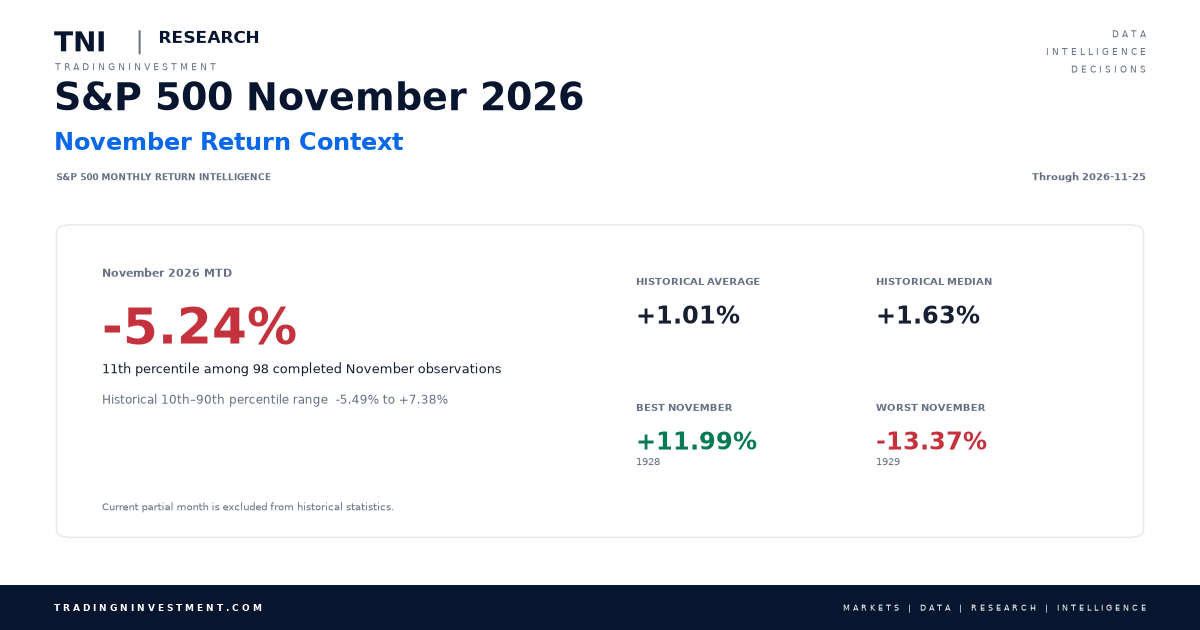 TNI | RESEARCH
TRADINGNINVESTMENT
DATA
INTELLIGENCE
DECISIONS
S&P 500 November 2026
November Return Context
S&P 500 MONTHLY RETURN INTELLIGENCE
Through 2026-11-25
November 2026 MTD
-5.24%
11th percentile among 98 completed November observations
Historical 10th–90th percentile range -5.49% to +7.38%
HISTORICAL AVERAGE
+1.01%
HISTORICAL MEDIAN
+1.63%
BEST NOVEMBER
+11.99%
1928
WORST NOVEMBER
-13.37%
1929
Current partial month is excluded from historical statistics.
TRADINGNINVESTMENT.COM
MARKETS | DATA | RESEARCH | INTELLIGENCE